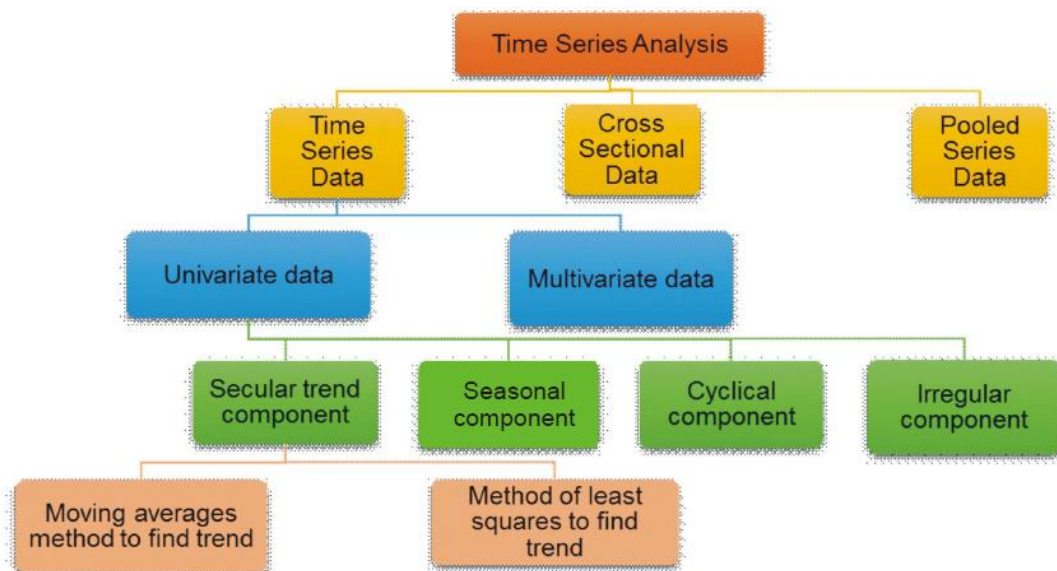 Time Series Analysis
Time
Series
Data
Cross
Sectional
Data
Pooled
Series
Data
Univariate data
Multivariate data
Secular trend
component
Seasonal
component
Cyclical
component
Irregular
component
Moving averages
method to find trend
Method of least
squares to find
trend